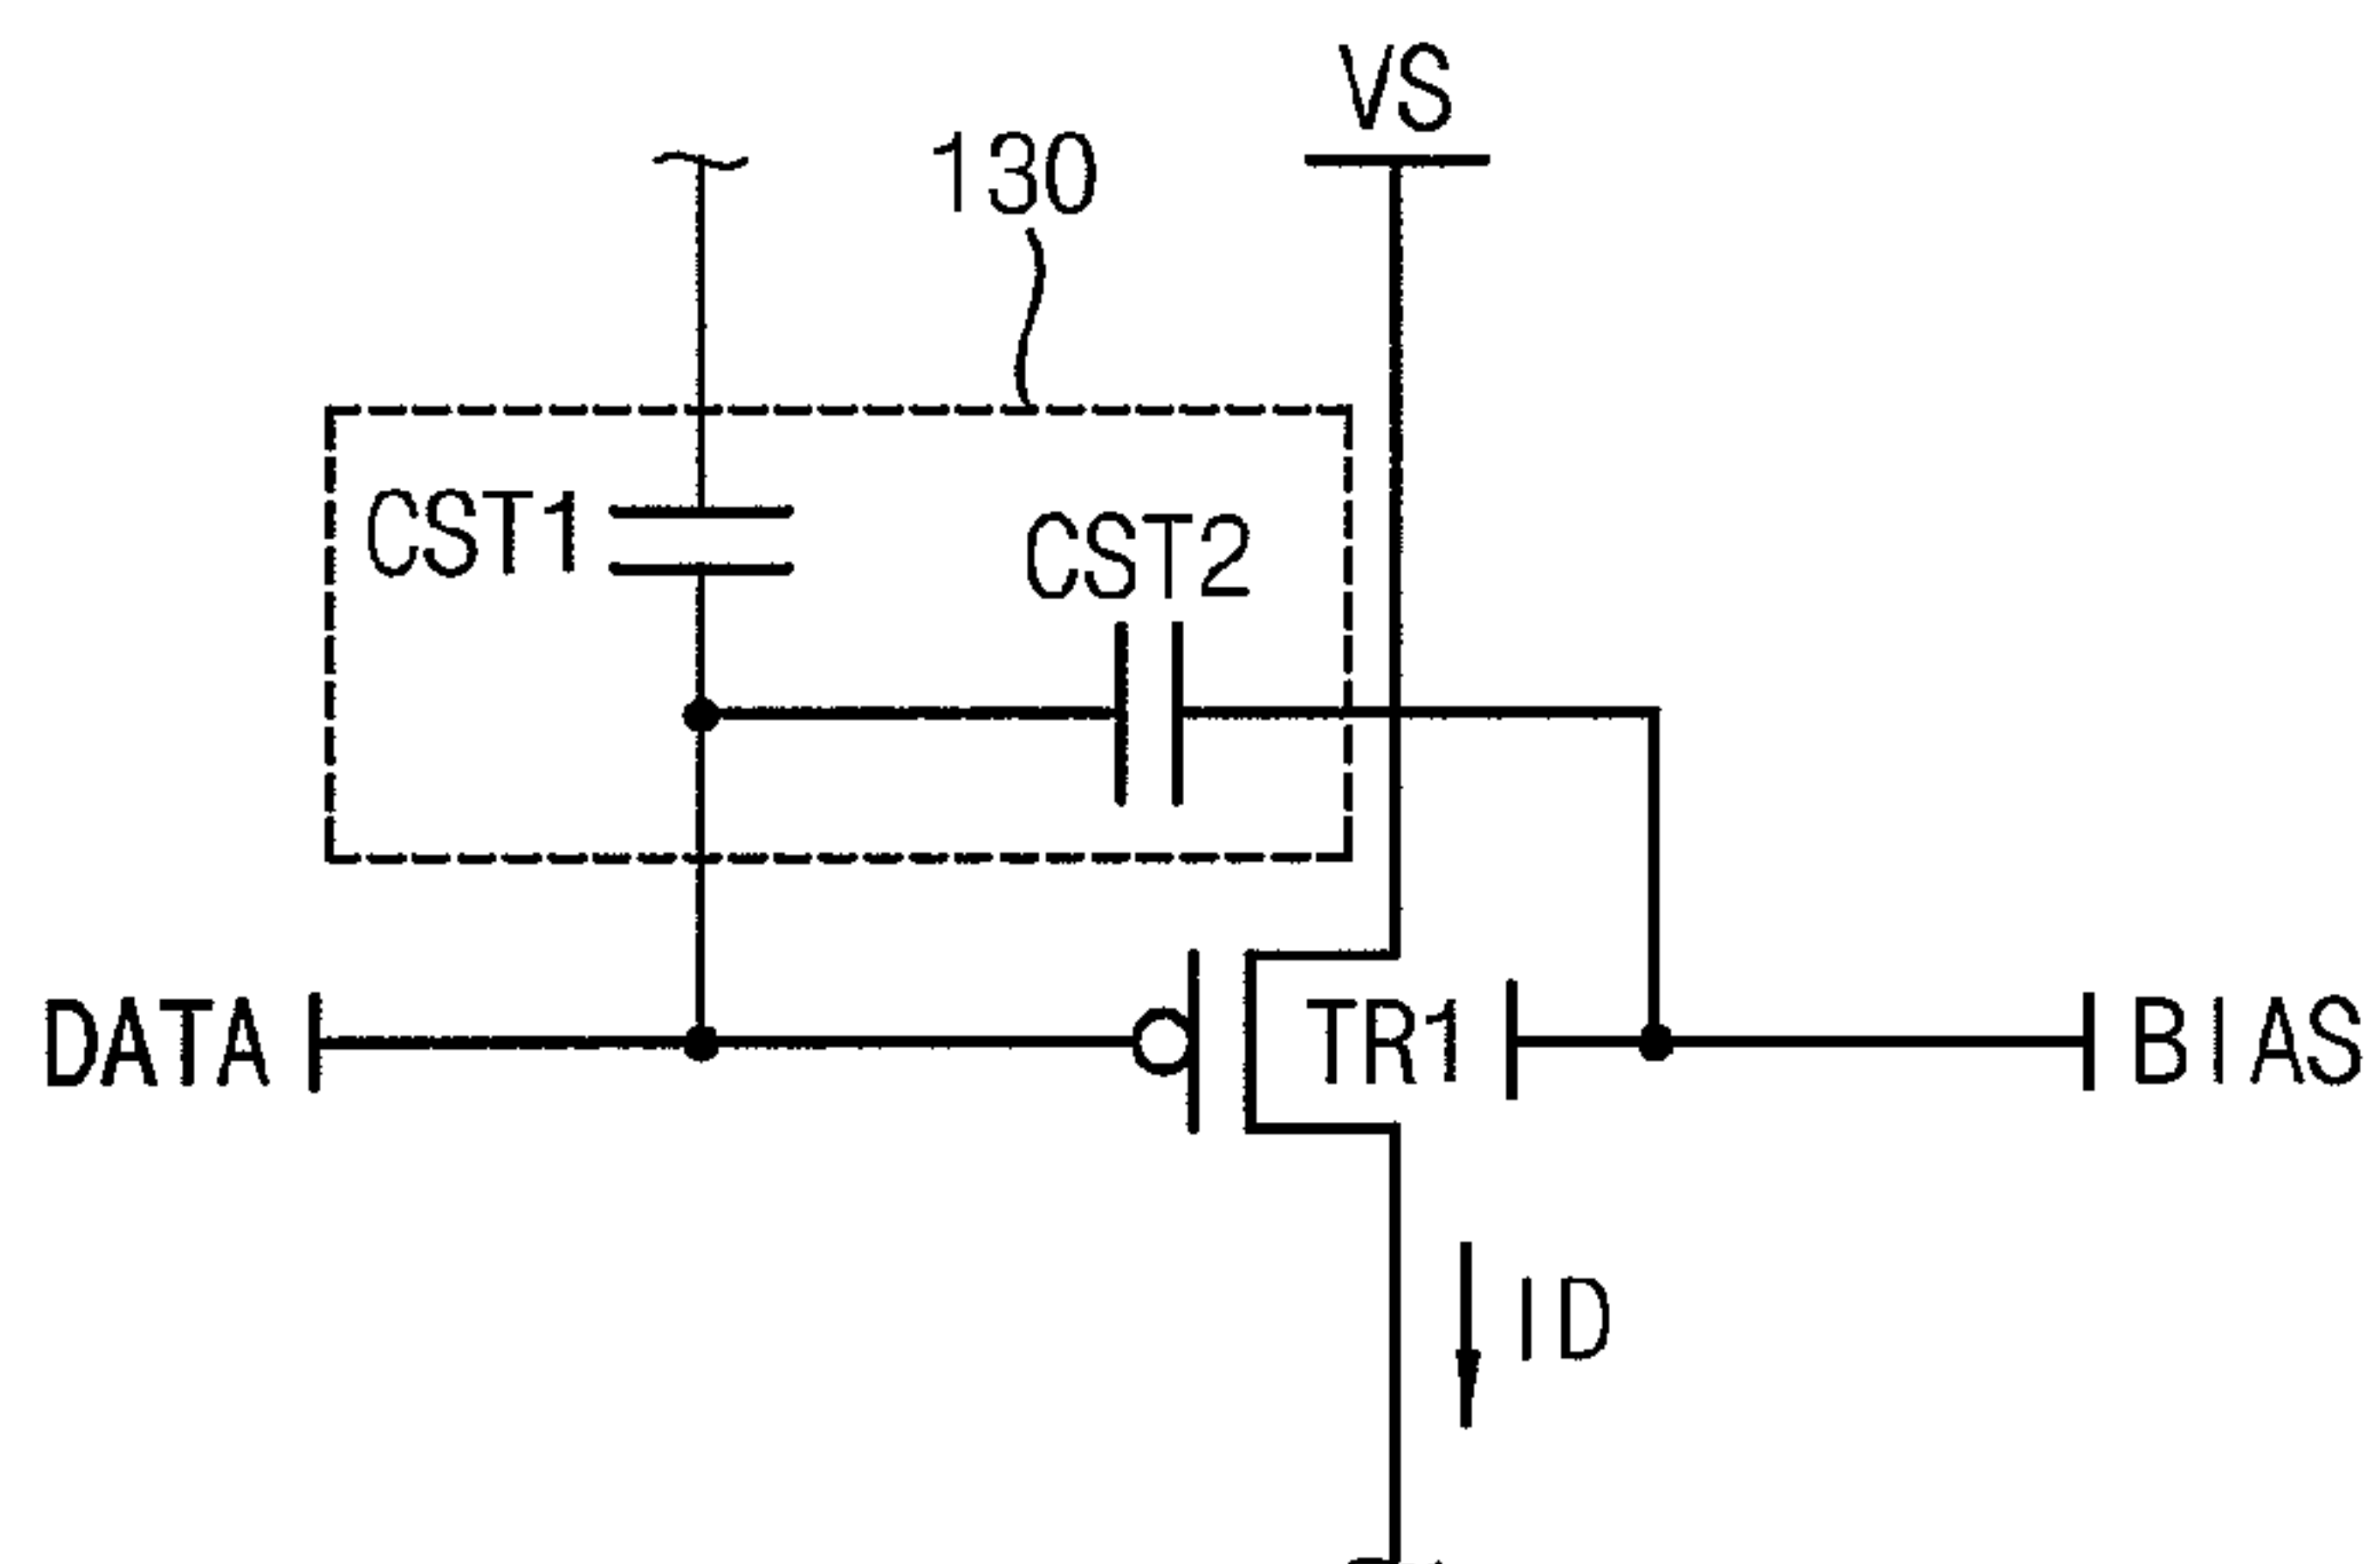 VS
130
CST1
CST2
DATA
TR1
BIAS
ID